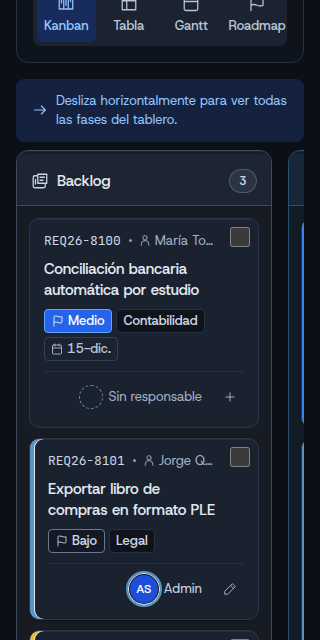 Kanban Tabla Gantt Roadmap
Desliza horizontalmente para ver todas
las fases del tablero.
Backlog 3
REQ26-8100 • María To...
Conciliación bancaria
automática por estudio
Medio Contabilidad
15-dic.
Sin responsable +
REQ26-8101 • Jorge Q...
Exportar libro de
compras en formato PLE
Bajo Legal
AS Admin